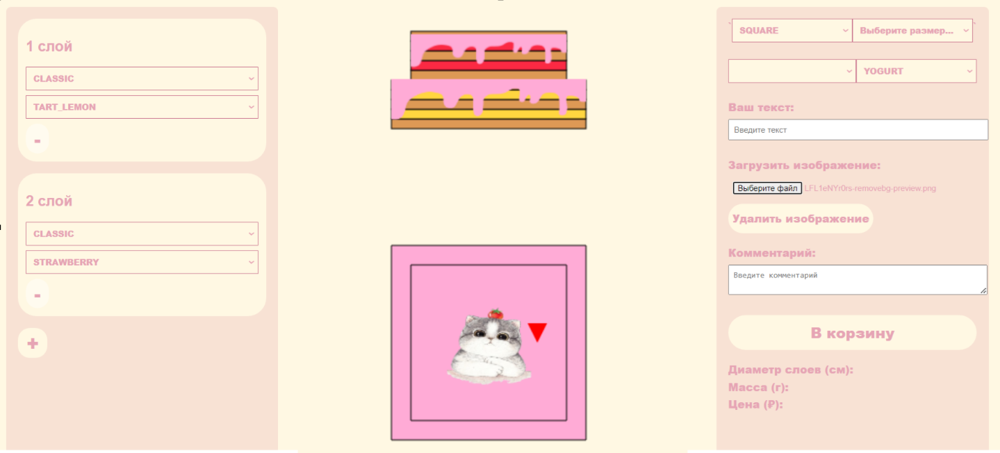 1 слой
CLASSIC
TART_LEMON
-
2 слой
CLASSIC
STRAWBERRY
-
+
SQUARE
Выберите размер...
YOGURT
Ваш текст:
Введите текст
Загрузить изображение:
Выберите файл LFL1eNYr0rs-removebg-preview.png
Удалить изображение
Комментарий:
Введите комментарий
В корзину
Диаметр слоев (см):
Масса (г):
Цена (₽):